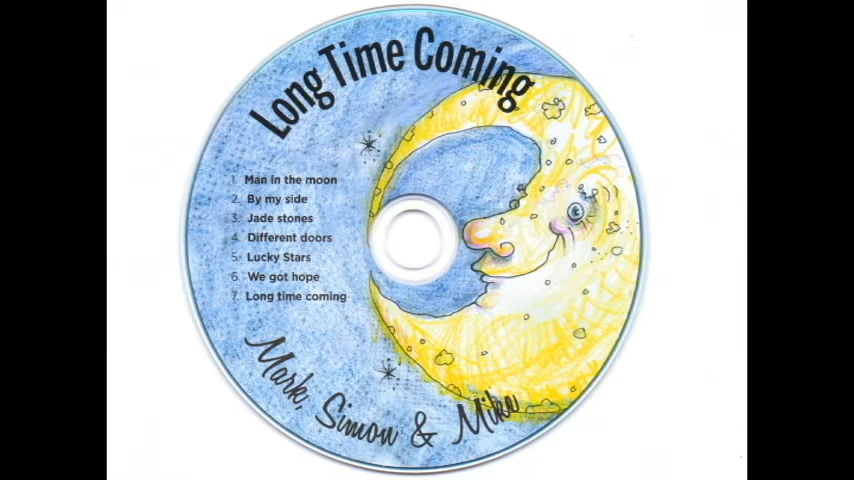 Long Time Coming
1. Man in the moon
2. By my side
3. Jade stones
4. Different doors
5. Lucky Stars
6. We got hope
7. Long time coming
Mark, Simon & Mike